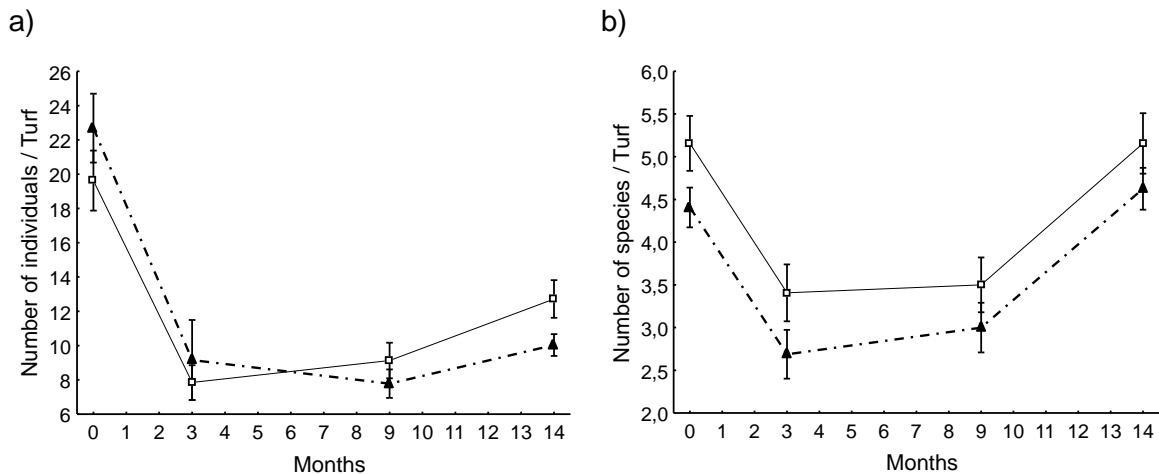 a)
Number of individuals / Turf
26
24
22
20
18
16
14
12
10
8
6
0 1 2 3 4 5 6 7 8 9 10 11 12 13 14
Months
b)
Number of species / Turf
6,0
5,5
5,0
4,5
4,0
3,5
3,0
2,5
2,0
0 1 2 3 4 5 6 7 8 9 10 11 12 13 14
Months